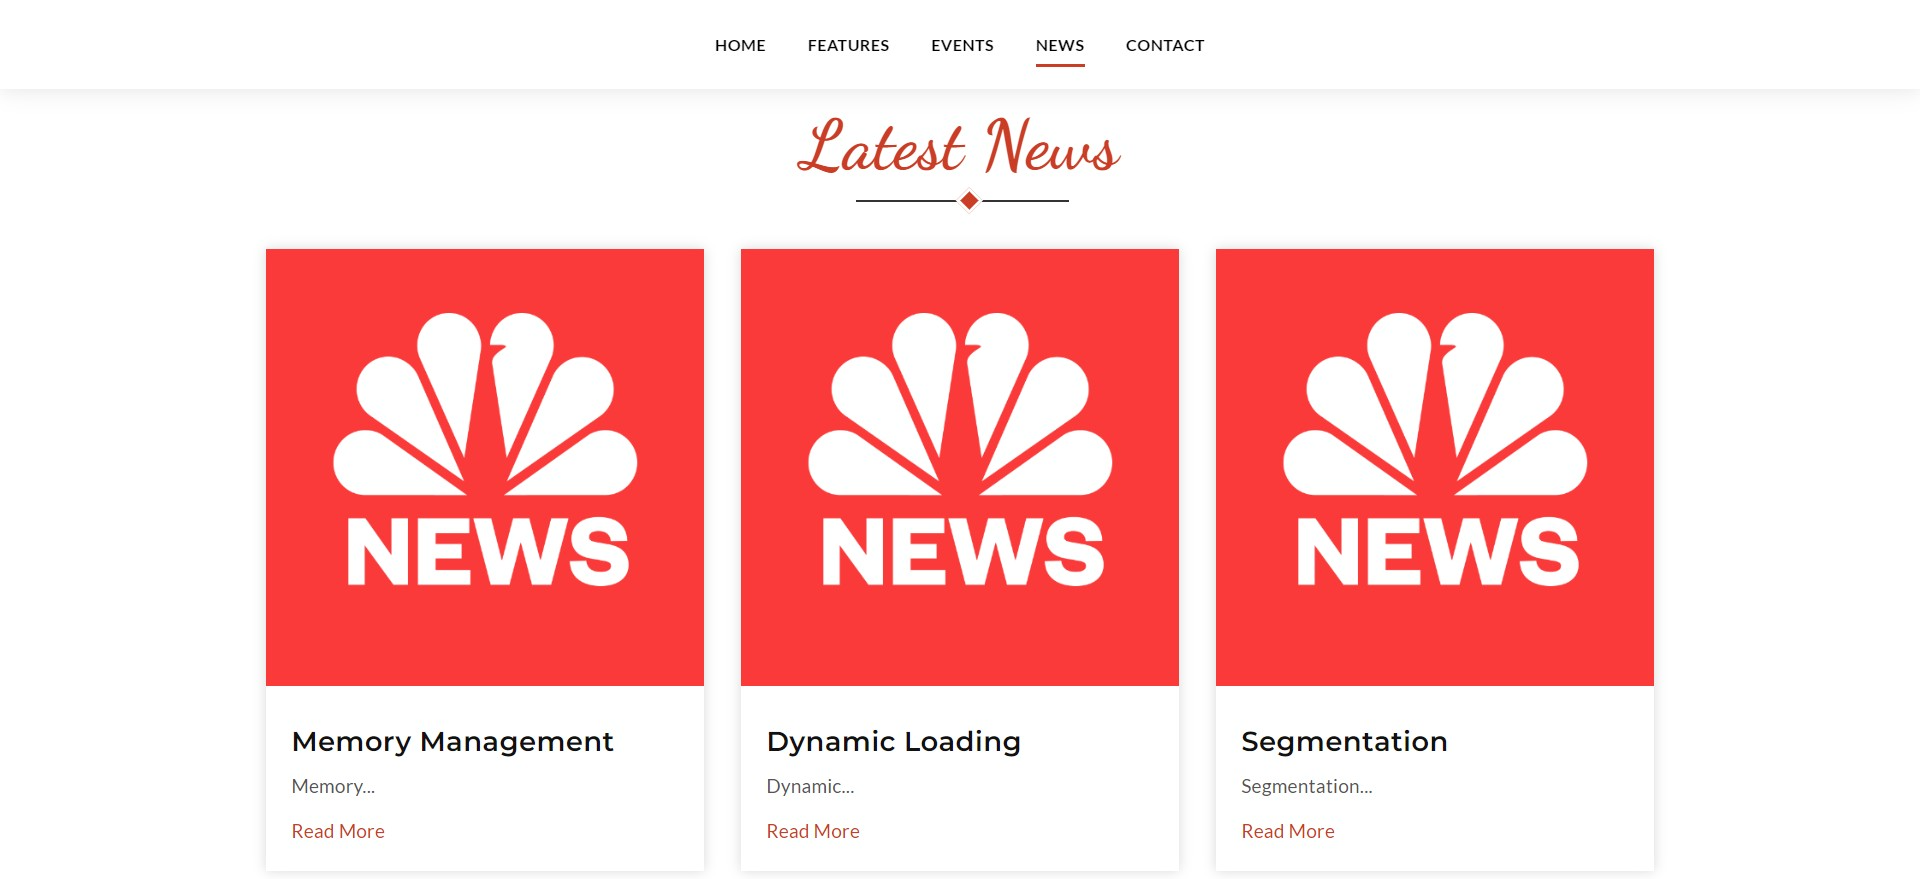 HOME FEATURES EVENTS NEWS CONTACT
Latest News
NEWS NEWS NEWS
Memory Management
Memory...
Read More
Dynamic Loading
Dynamic...
Read More
Segmentation
Segmentation...
Read More